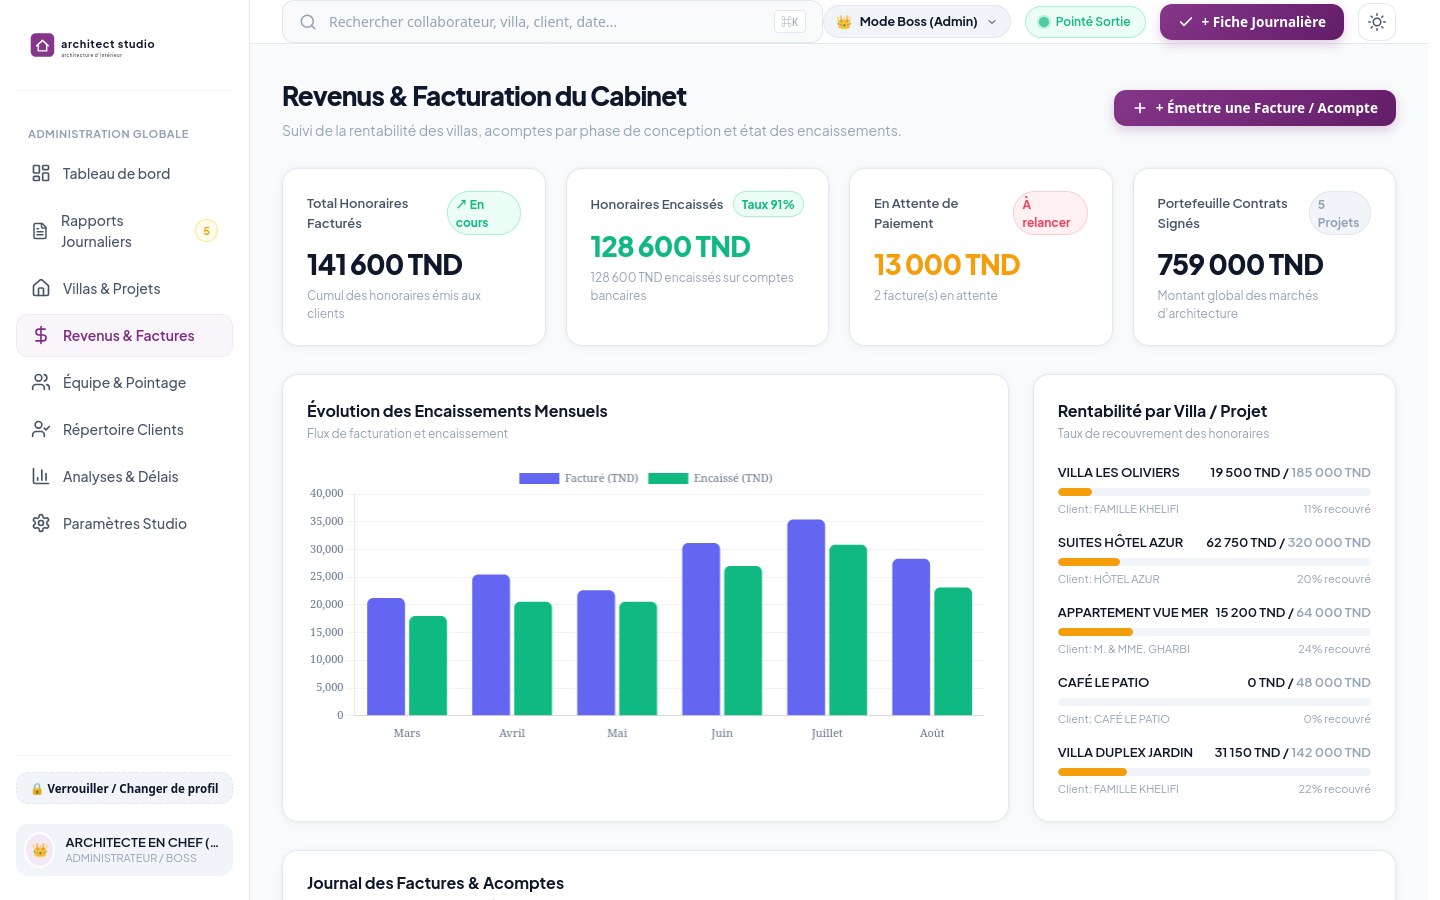 architect studio
architecture d'intérieur
ADMINISTRATION GLOBALE
Tableau de bord
Rapports
Journaliers
5
Villas & Projets
Revenus & Factures
Équipe & Pointage
Répertoire Clients
Analyses & Délais
Paramètres Studio
🔒 Verrouiller / Changer de profil
ARCHITECTE EN CHEF (...
ADMINISTRATEUR / BOSS
Rechercher collaborateur, villa, client, date...
⌘K
👑 Mode Boss (Admin)
Pointé Sortie
+ Fiche Journalière
Revenus & Facturation du Cabinet
Suivi de la rentabilité des villas, acomptes par phase de conception et état des encaissements.
+ Émettre une Facture / Acompte
Total Honoraires
Facturés
↗ En
cours
141 600 TND
Cumul des honoraires émis aux
clients
Honoraires Encaissés
Taux 91%
128 600 TND
128 600 TND encaissés sur comptes
bancaires
En Attente de
Paiement
À
relancer
13 000 TND
2 facture(s) en attente
Portefeuille Contrats
Signés
5
Projets
759 000 TND
Montant global des marchés
d'architecture
Évolution des Encaissements Mensuels
Flux de facturation et encaissement
Facturé (TND)
Encaissé (TND)
40,000
35,000
30,000
25,000
20,000
15,000
10,000
5,000
0
Mars
Avril
Mai
Juin
Juillet
Août
Rentabilité par Villa / Projet
Taux de recouvrement des honoraires
VILLA LES OLIVIERS 19 500 TND / 185 000 TND
Client: FAMILLE KHELIFI 11% recouvré
SUITES HÔTEL AZUR 62 750 TND / 320 000 TND
Client: HÔTEL AZUR 20% recouvré
APPARTEMENT VUE MER 15 200 TND / 64 000 TND
Client: M. & MME. GHARBI 24% recouvré
CAFÉ LE PATIO 0 TND / 48 000 TND
Client: CAFÉ LE PATIO 0% recouvré
VILLA DUPLEX JARDIN 31 150 TND / 142 000 TND
Client: FAMILLE KHELIFI 22% recouvré
Journal des Factures & Acomptes